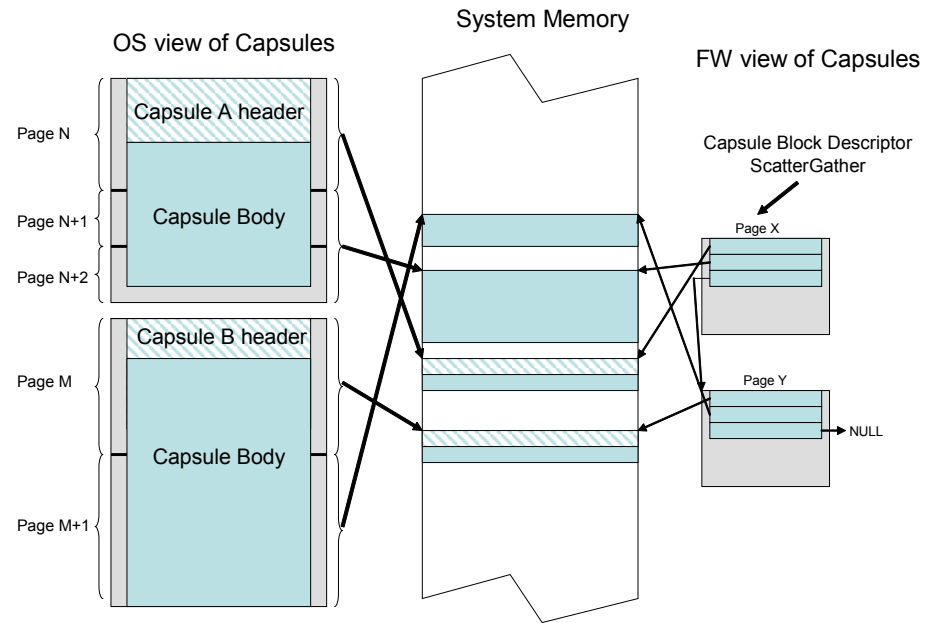 System Memory
OS view of Capsules
FW view of Capsules
Capsule A header
Page N
Capsule Block Descriptor
ScatterGather
Capsule Body
Page N+1
Page X
Page N+2
Capsule B header
Page M
Page Y
NULL
Capsule Body
Page M+1